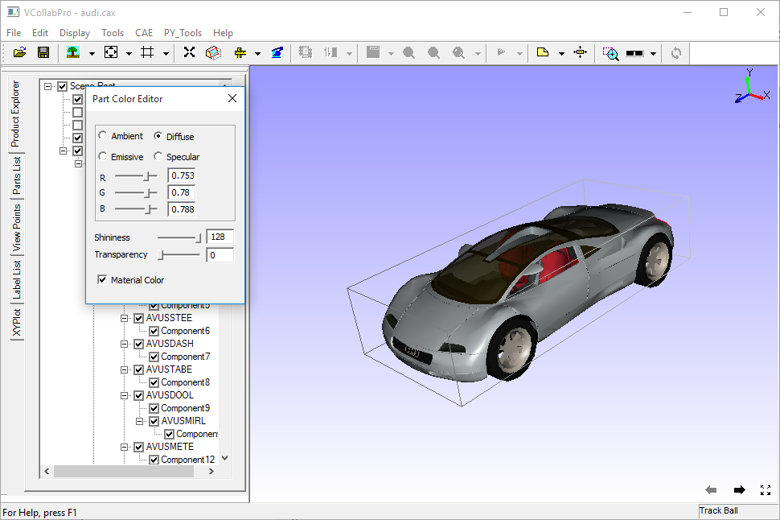 VCollabPro - audi.cax
File Edit Display Tools CAE PY_Tools Help
Product Explorer
Parts List
View Points
Label List
XYPlot
Scene Root
Part Color Editor
Ambient Diffuse
Emissive Specular
R 0.753
G 0.78
B 0.788
Shininess 128
Transparency 0
Material Color
Component5
AVUSSTEE
Component6
AVUSDASH
Component7
AVUSTABE
Component8
AVUSDOOL
Component9
AVUSMIRL
Component
AVUSMETE
Component12
Y
Z X
For Help, press F1
Track Ball